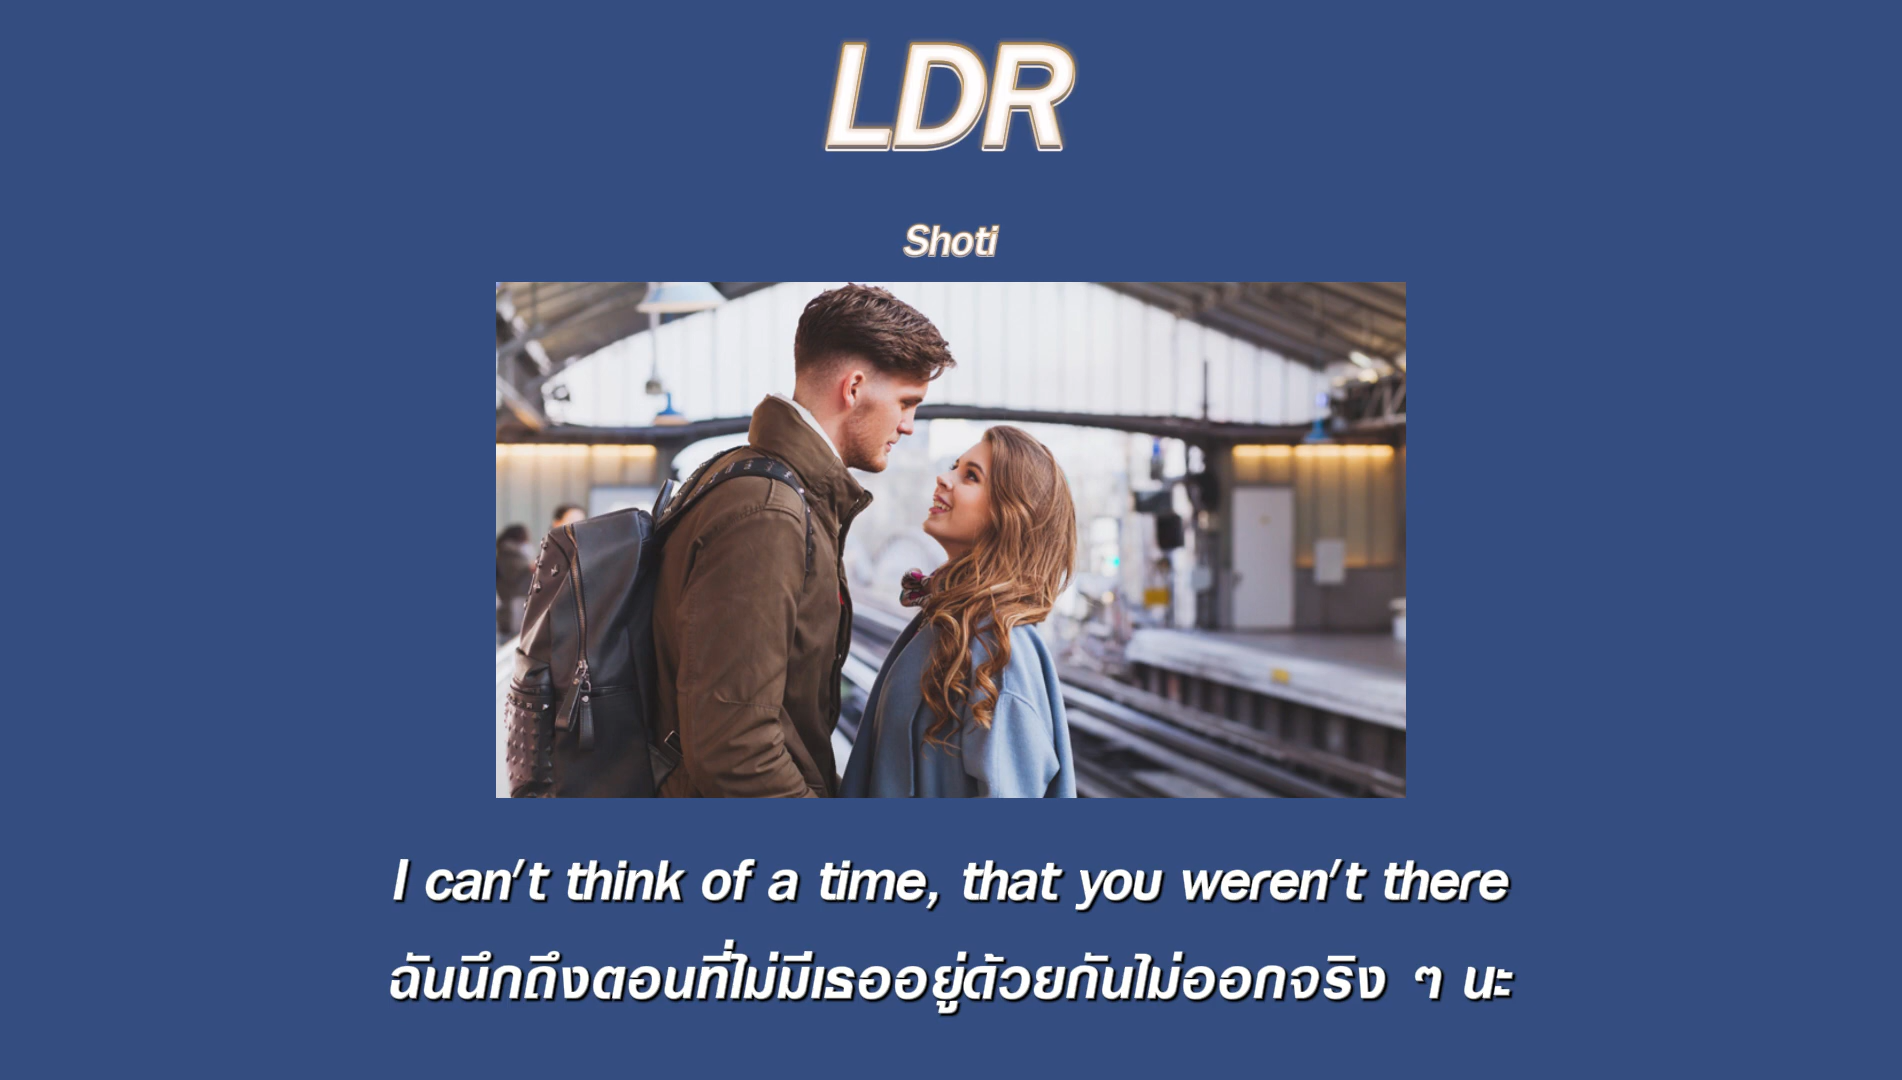 LDR
Shoti
I can't think of a time, that you weren't there
ฉันนึกถึงตอนที่ไม่มีเธออยู่ด้วยกันไม่ออกจริง ๆ นะ